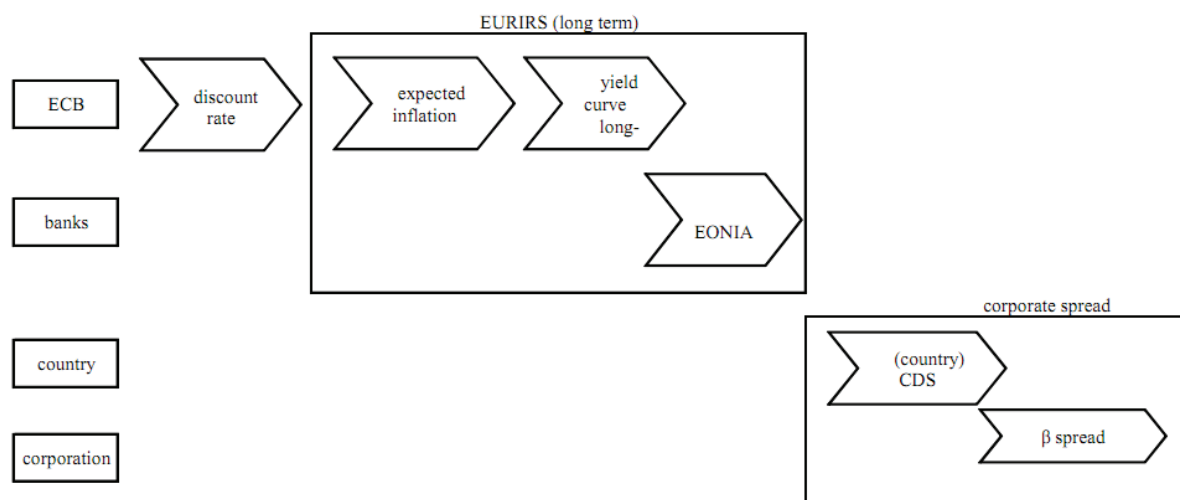 EURIRS (long term)
ECB
discount
rate
expected
inflation
yield
curve
long-
banks
EONIA
corporate spread
country
(country)
CDS
corporation
β spread